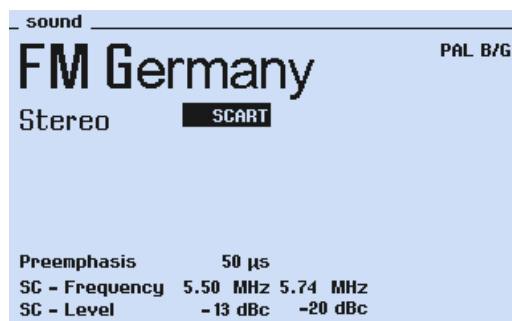 sound
FM Germany
PAL B/G
Stereo SCART
Preemphasis 50 µs
SC - Frequency 5.50 MHz 5.74 MHz
SC - Level -13 dBc -20 dBc